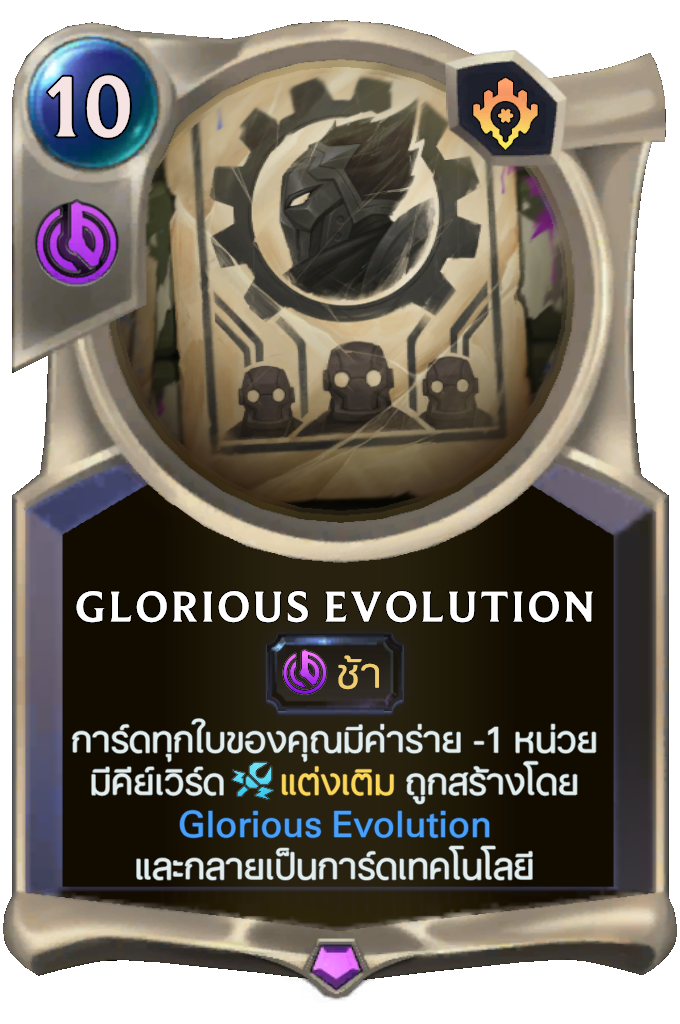 10
GLORIOUS EVOLUTION
ช้า
การ์ดทุกใบของคุณมีค่าร่าย -1 หน่วย
มีคีย์เวิร์ด แต่งเติม ถูกสร้างโดย
Glorious Evolution
และกลายเป็นการ์ดเทคโนโลยี